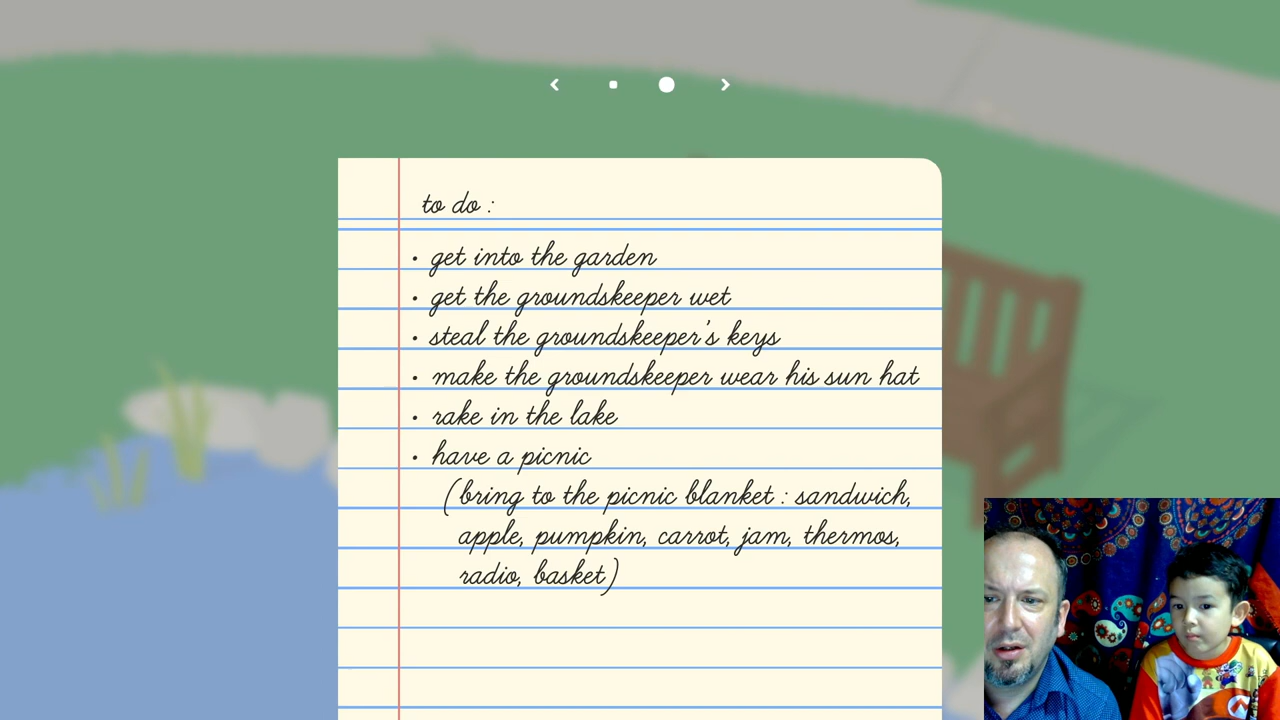 to do :
• get into the garden
• get the groundskeeper wet
• steal the groundskeeper's keys
• make the groundskeeper wear his sun hat
• rake in the lake
• have a picnic
(bring to the picnic blanket : sandwich,
apple, pumpkin, carrot, jam, thermos,
radio, basket)